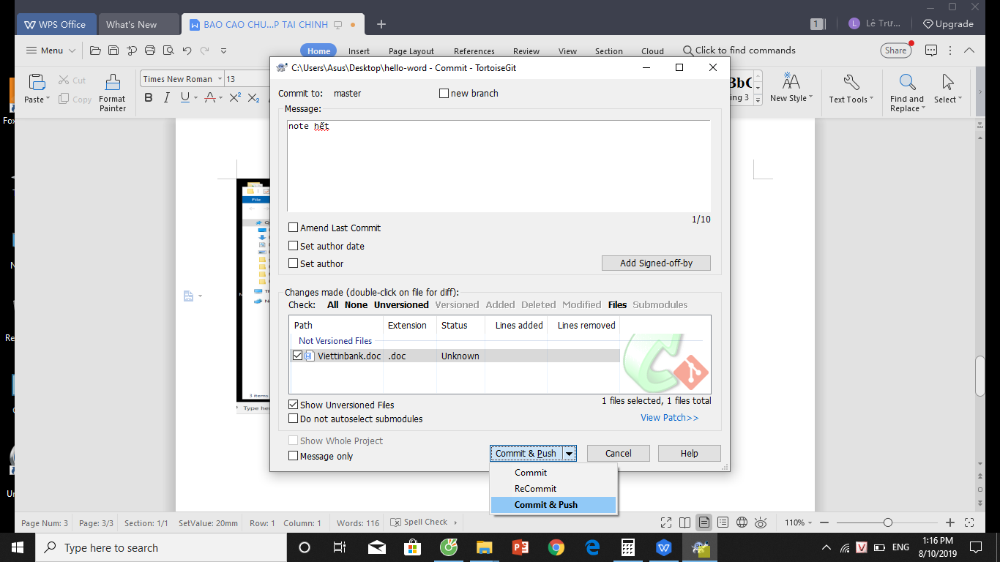 WPS Office
What's New
BAO CAO CHU...P TAI CHINH
1
L
Lê Trư...
Upgrade
Menu
Home
Insert
Page Layout
References
Review
View
Section
Cloud
Click to find commands
Share
Paste
Cut
Copy
Format
Painter
Times New Roman
13
B I U A X² X₂
ing 3
New Style
Text Tools
Find and
Replace
Select
C:\Users\Asus\Desktop\hello-word - Commit - TortoiseGit
Commit to: master
new branch
Message:
note hết
1/10
Amend Last Commit
Set author date
Set author
Add Signed-off-by
Changes made (double-click on file for diff):
Check: All None Unversioned Versioned Added Deleted Modified Files Submodules
Path Extension Status Lines added Lines removed
Not Versioned Files
Viettinbank.doc .doc Unknown
Show Unversioned Files
1 files selected, 1 files total
Do not autoselect submodules
View Patch>>
Show Whole Project
Message only
Commit & Push
Cancel
Help
Commit
ReCommit
Commit & Push
File
3 items
Type he
Page Num: 3 Page: 3/3 Section: 1/1 SetValue: 20mm Row: 1 Column: 1 Words: 116 Spell Check
110%
Type here to search
ENG
1:16 PM
8/10/2019